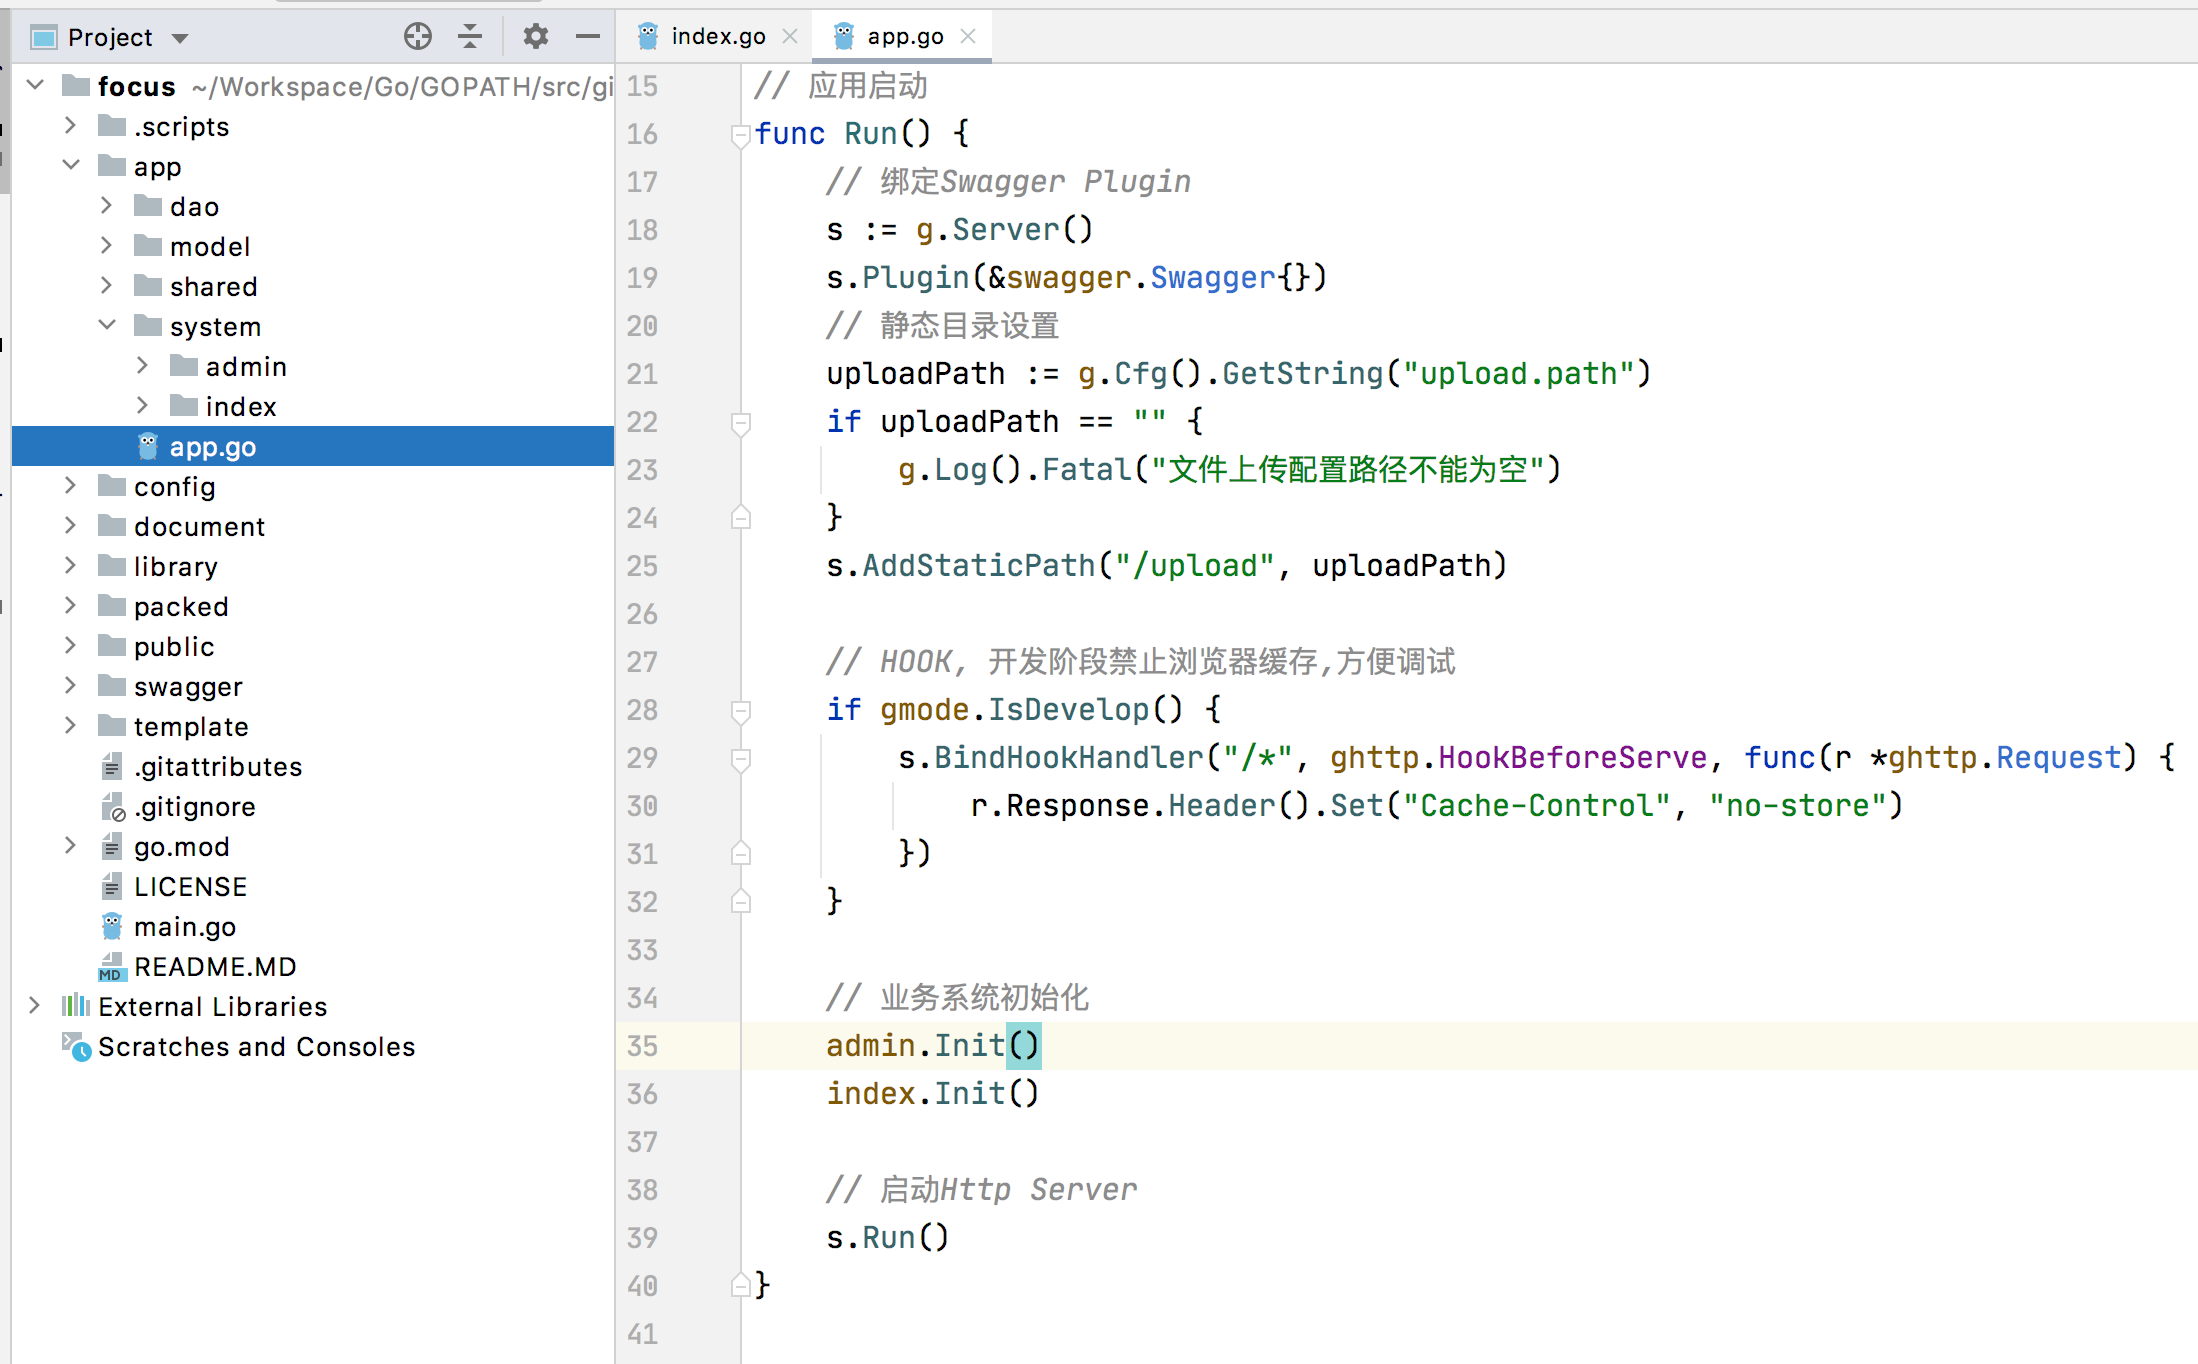 Project
focus ~/Workspace/Go/GOPATH/src/gi
.scripts
app
dao
model
shared
system
admin
index
app.go
config
document
library
packed
public
swagger
template
.gitattributes
.gitignore
go.mod
LICENSE
main.go
MD README.MD
External Libraries
Scratches and Consoles
index.go app.go
15 // 应用启动
16 func Run() {
17 // 绑定Swagger Plugin
18 s := g.Server()
19 s.Plugin(&swagger.Swagger{})
20 // 静态目录设置
21 uploadPath := g.Cfg().GetString("upload.path")
22 if uploadPath == "" {
23 g.Log().Fatal("文件上传配置路径不能为空")
24 }
25 s.AddStaticPath("/upload", uploadPath)
26
27 // HOOK, 开发阶段禁止浏览器缓存,方便调试
28 if gmode.IsDevelop() {
29 s.BindHookHandler("/*", ghttp.HookBeforeServe, func(r *ghttp.Request) {
30 r.Response.Header().Set("Cache-Control", "no-store")
31 })
32 }
33
34 // 业务系统初始化
35 admin.Init()
36 index.Init()
37
38 // 启动Http Server
39 s.Run()
40 }
41